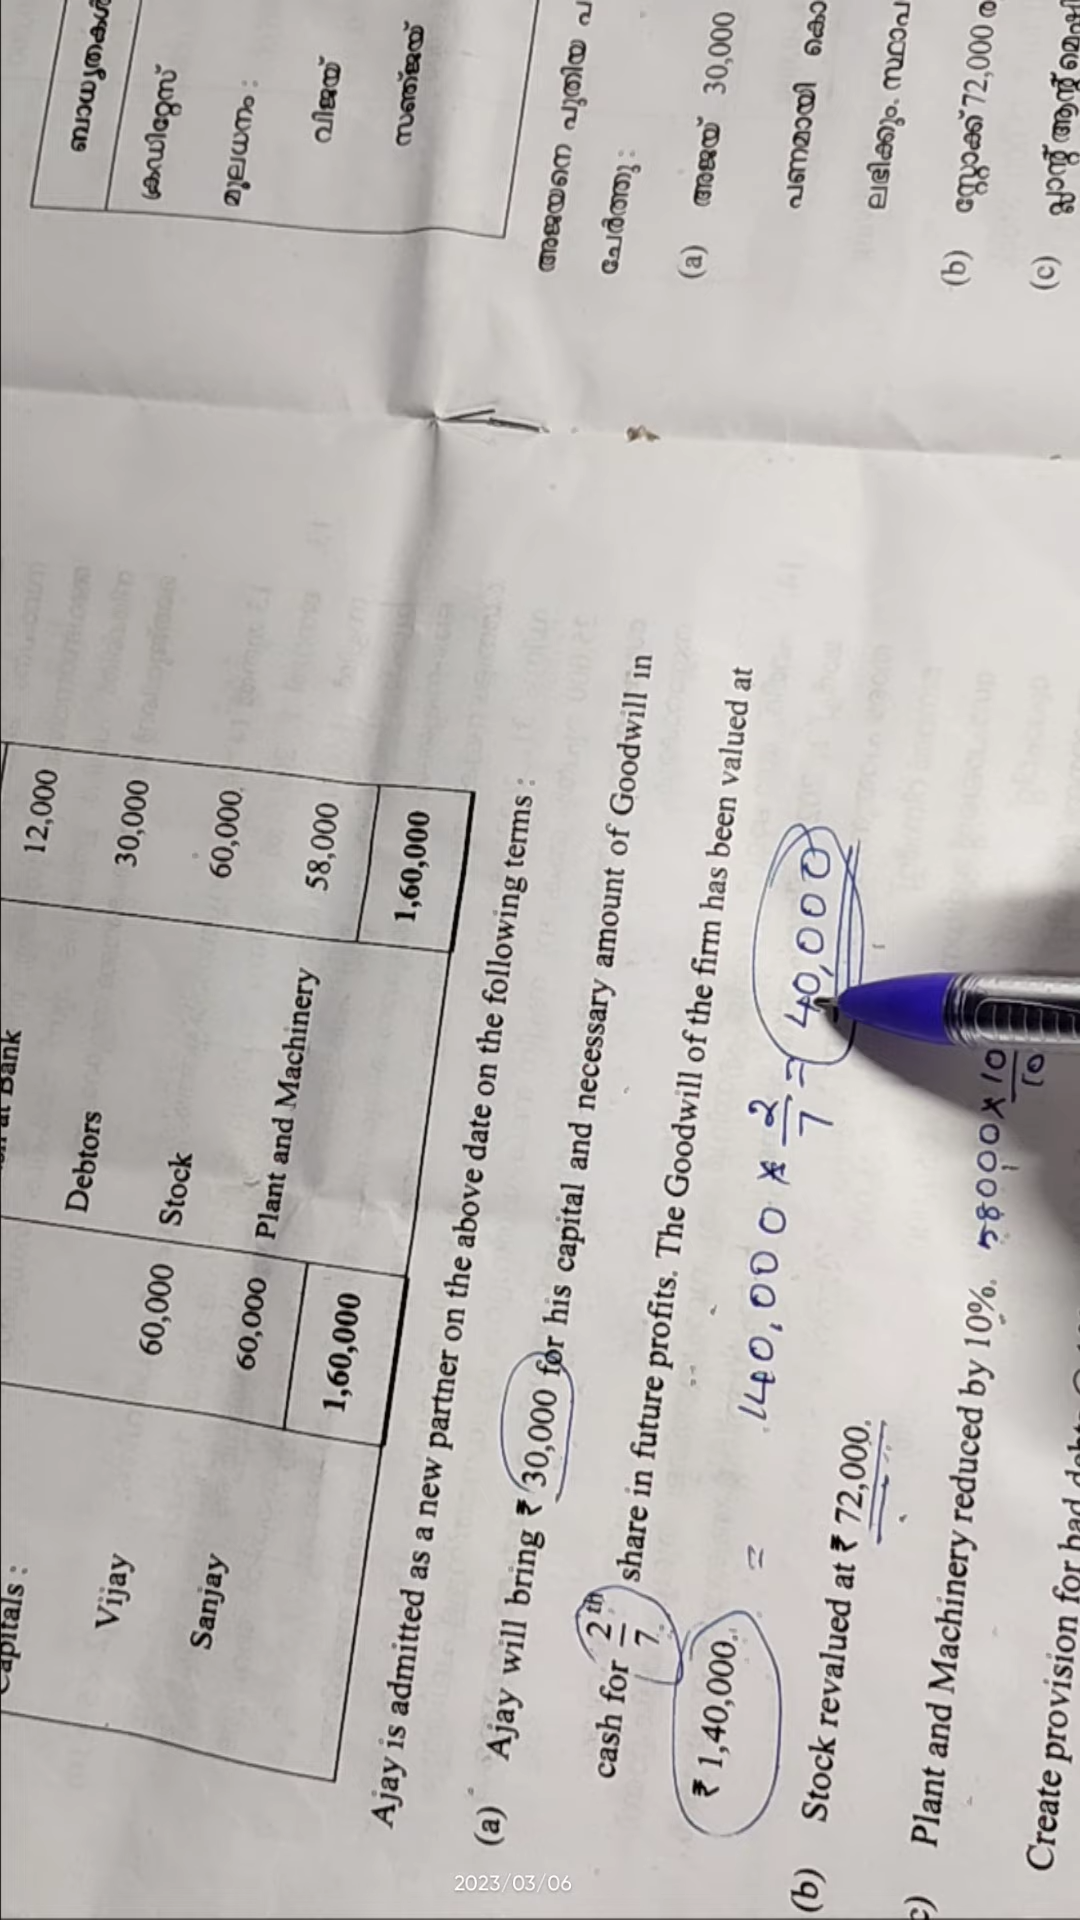 at Bank
12,000
Capitals :
Debtors
30,000
Vijay
60,000
Stock
60,000
Sanjay
60,000
Plant and Machinery
58,000
1,60,000
1,60,000
Ajay is admitted as a new partner on the above date on the following terms :
(a) Ajay will bring ₹ 30,000 for his capital and necessary amount of Goodwill in
cash for 2/7 th share in future profits. The Goodwill of the firm has been valued at
₹ 1,40,000.
= 140,000 × 2/7 = 40,000
(b) Stock revalued at ₹ 72,000.
c) Plant and Machinery reduced by 10%. 58000 × 10
Create provision for bad
ബാധ്യതകൾ
ക്രെഡിറ്റേഴ്സ്
മൂലധനം :
വിജയ്
സഞ്ജയ്
അജയനെ പുതിയ പ
ചേർത്തു :
(a) അജയ് 30,000
പണമായി കൊ
ലഭിക്കും.
(b) സ്റ്റോക്ക് 72,000 ര
(c) പ്ലാന്റ് ആന്റ്
2023/03/06